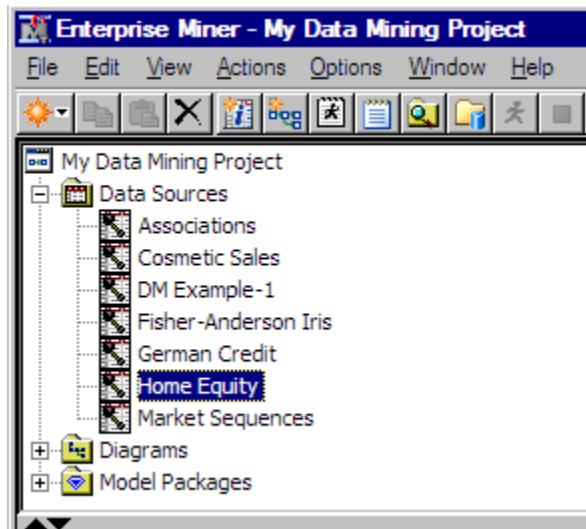 Enterprise Miner - My Data Mining Project
File Edit View Actions Options Window Help
My Data Mining Project
Data Sources
Associations
Cosmetic Sales
DM Example-1
Fisher-Anderson Iris
German Credit
Home Equity
Market Sequences
Diagrams
Model Packages